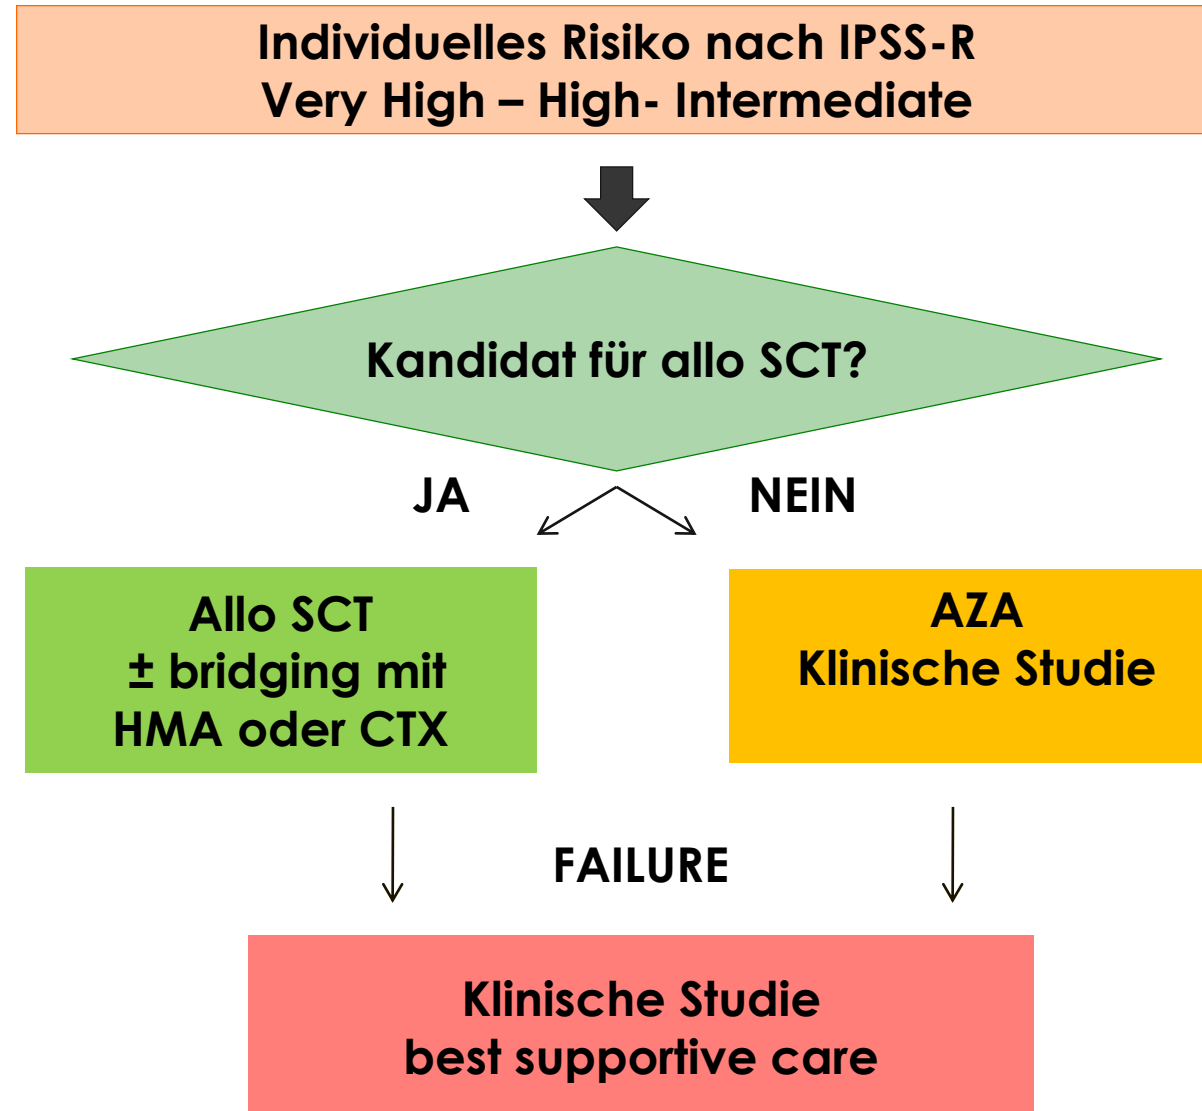 Individuelles Risiko nach IPSS-R
Very High – High- Intermediate
Kandidat für allo SCT?
JA
NEIN
Allo SCT
± bridging mit
HMA oder CTX
AZA
Klinische Studie
FAILURE
Klinische Studie
best supportive care